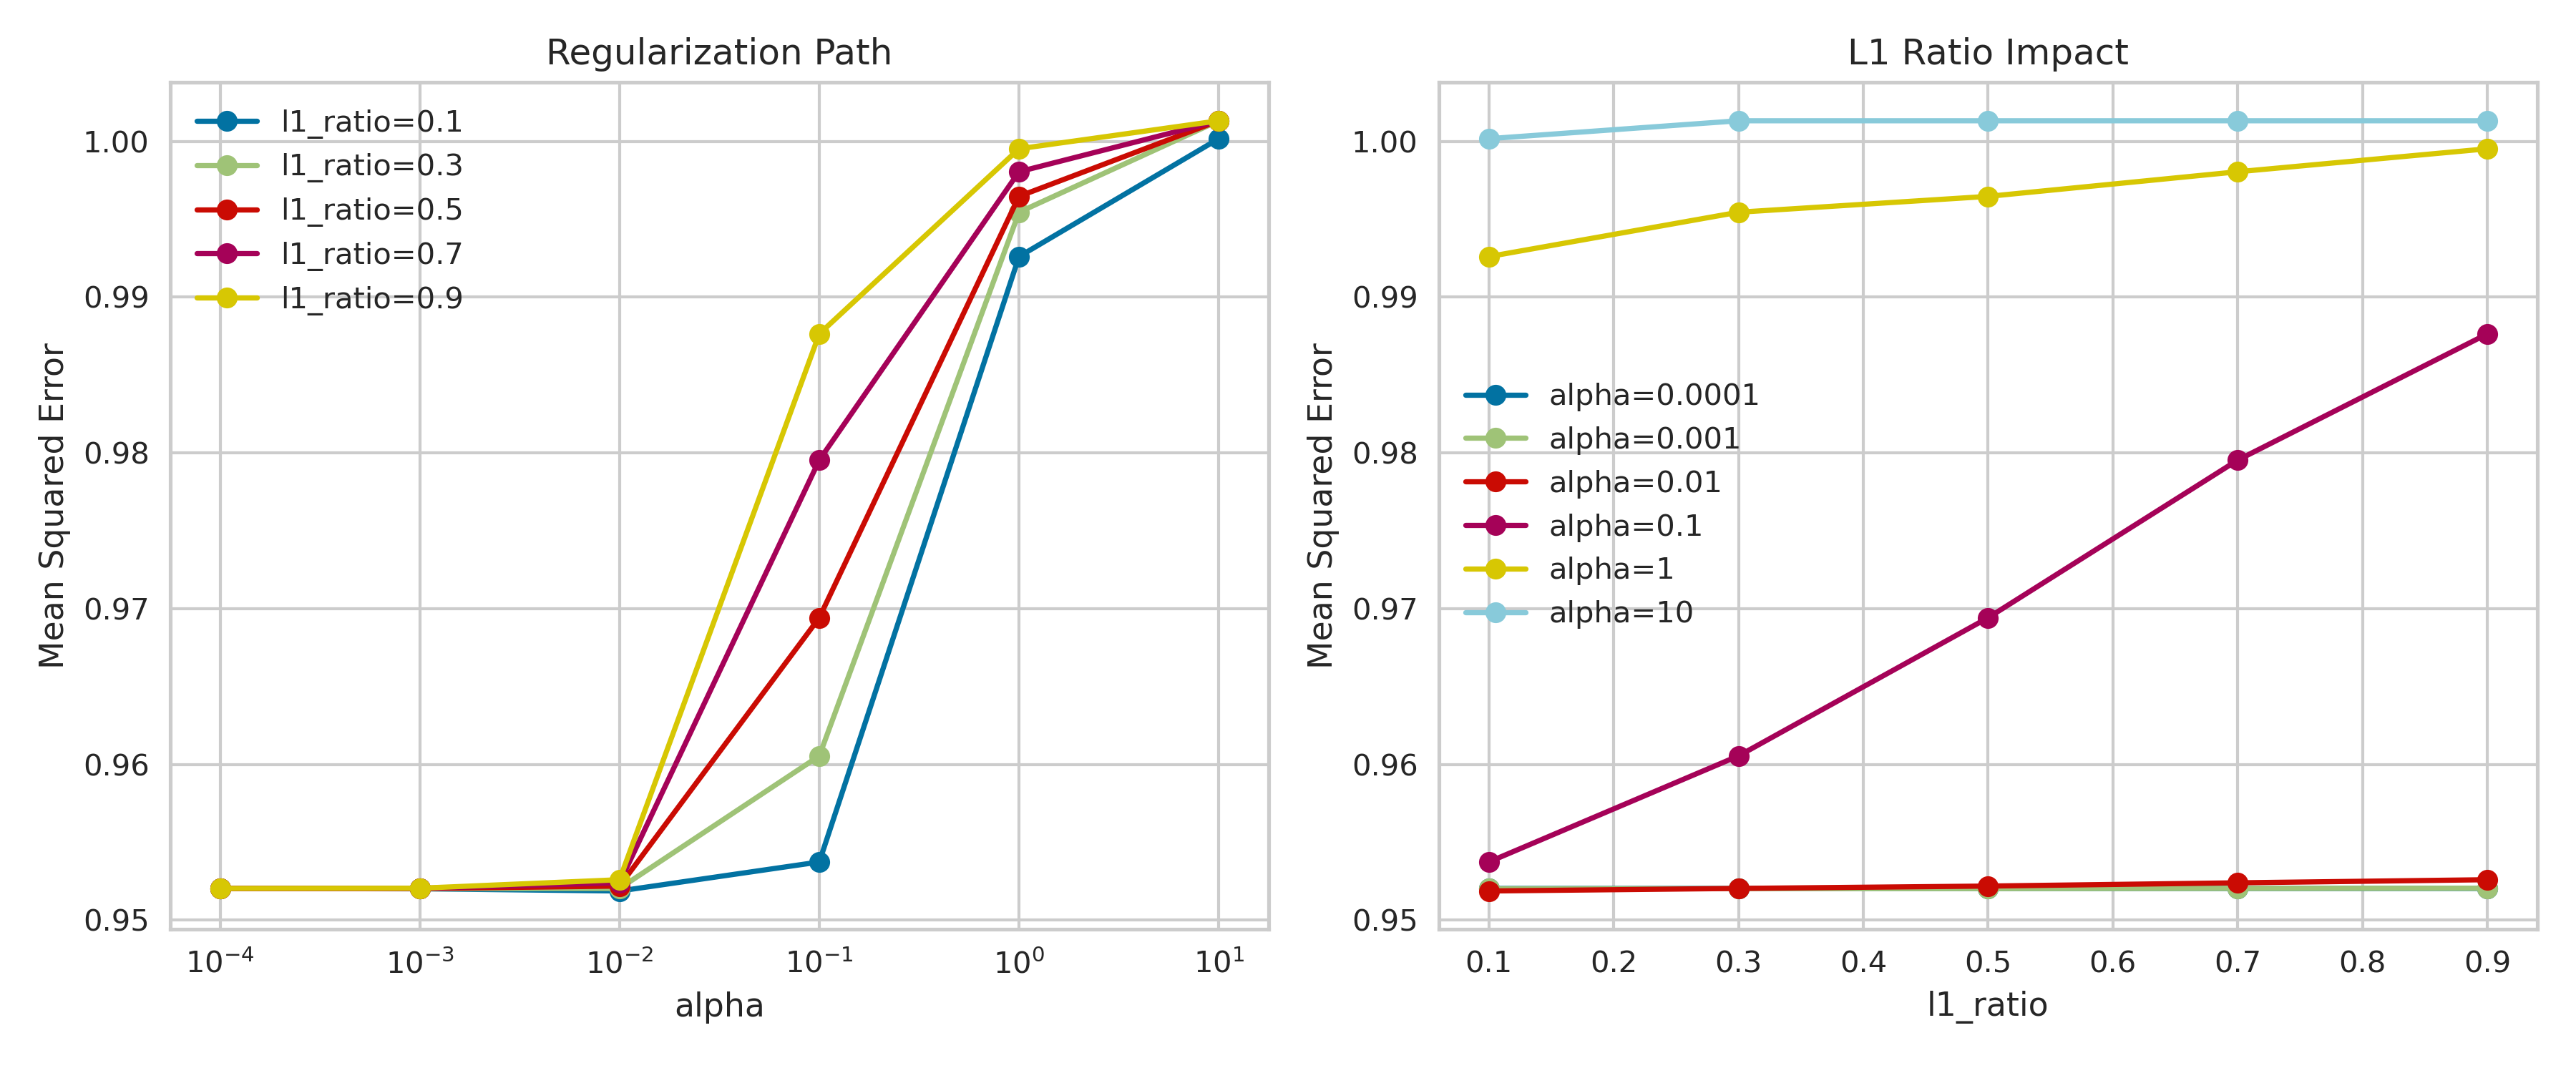 Regularization Path
l1_ratio=0.1
l1_ratio=0.3
l1_ratio=0.5
l1_ratio=0.7
l1_ratio=0.9
1.00
0.99
0.98
0.97
0.96
0.95
Mean Squared Error
10⁻⁴ 10⁻³ 10⁻² 10⁻¹ 10⁰ 10¹
alpha
L1 Ratio Impact
alpha=0.0001
alpha=0.001
alpha=0.01
alpha=0.1
alpha=1
alpha=10
1.00
0.99
0.98
0.97
0.96
0.95
Mean Squared Error
0.1 0.2 0.3 0.4 0.5 0.6 0.7 0.8 0.9
l1_ratio